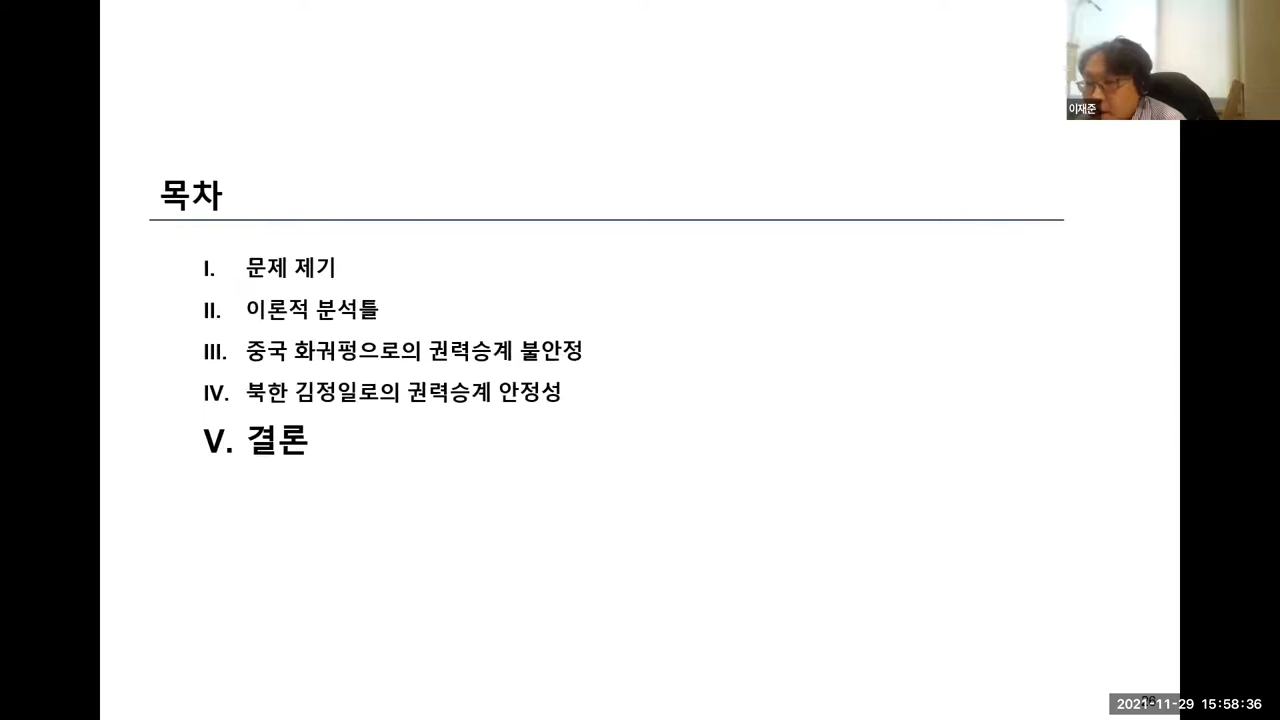 이재준
목차
I. 문제 제기
II. 이론적 분석틀
III. 중국 화궈펑으로의 권력승계 불안정
IV. 북한 김정일로의 권력승계 안정성
V. 결론
2021-11-29 15:58:36